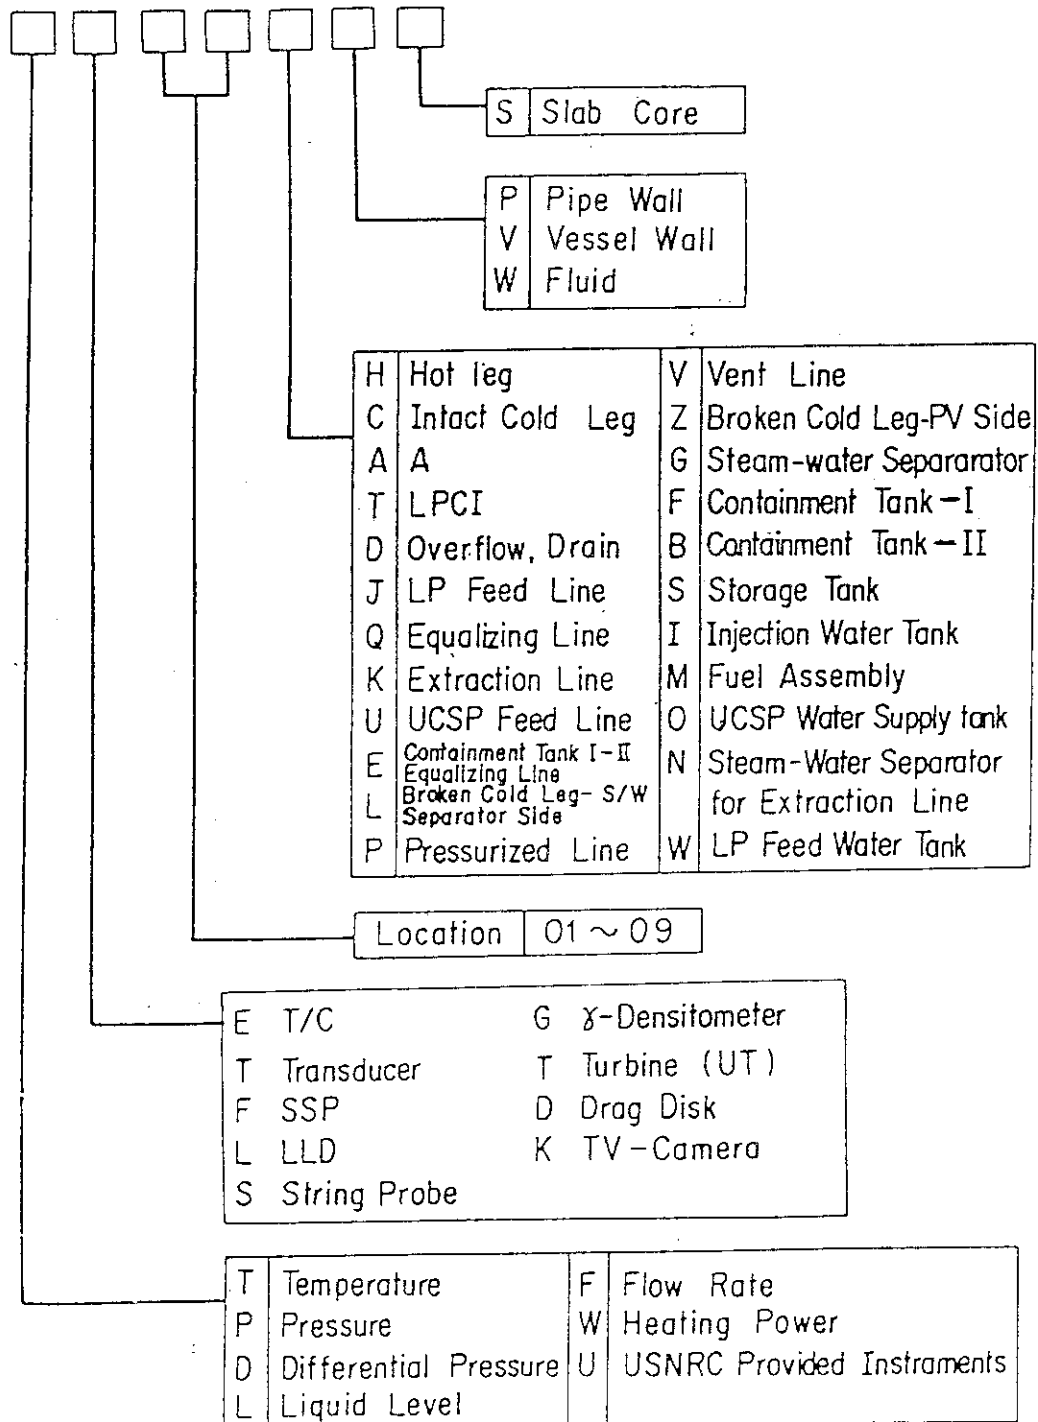 S Slab Core
P Pipe Wall
V Vessel Wall
W Fluid
H Hot leg V Vent Line
C Intact Cold Leg Z Broken Cold Leg-PV Side
A A G Steam-water Separarator
T LPCI F Containment Tank-I
D Overflow, Drain B Containment Tank-II
J LP Feed Line S Storage Tank
Q Equalizing Line I Injection Water Tank
K Extraction Line M Fuel Assembly
U UCSP Feed Line O UCSP Water Supply tank
E Containment Tank I-II Equalizing Line N Steam-Water Separator
L Broken Cold Leg- S/W Separator Side for Extraction Line
P Pressurized Line W LP Feed Water Tank
Location 01~09
E T/C G γ-Densitometer
T Transducer T Turbine (UT)
F SSP D Drag Disk
L LLD K TV-Camera
S String Probe
T Temperature F Flow Rate
P Pressure W Heating Power
D Differential Pressure U USNRC Provided Instraments
L Liquid Level